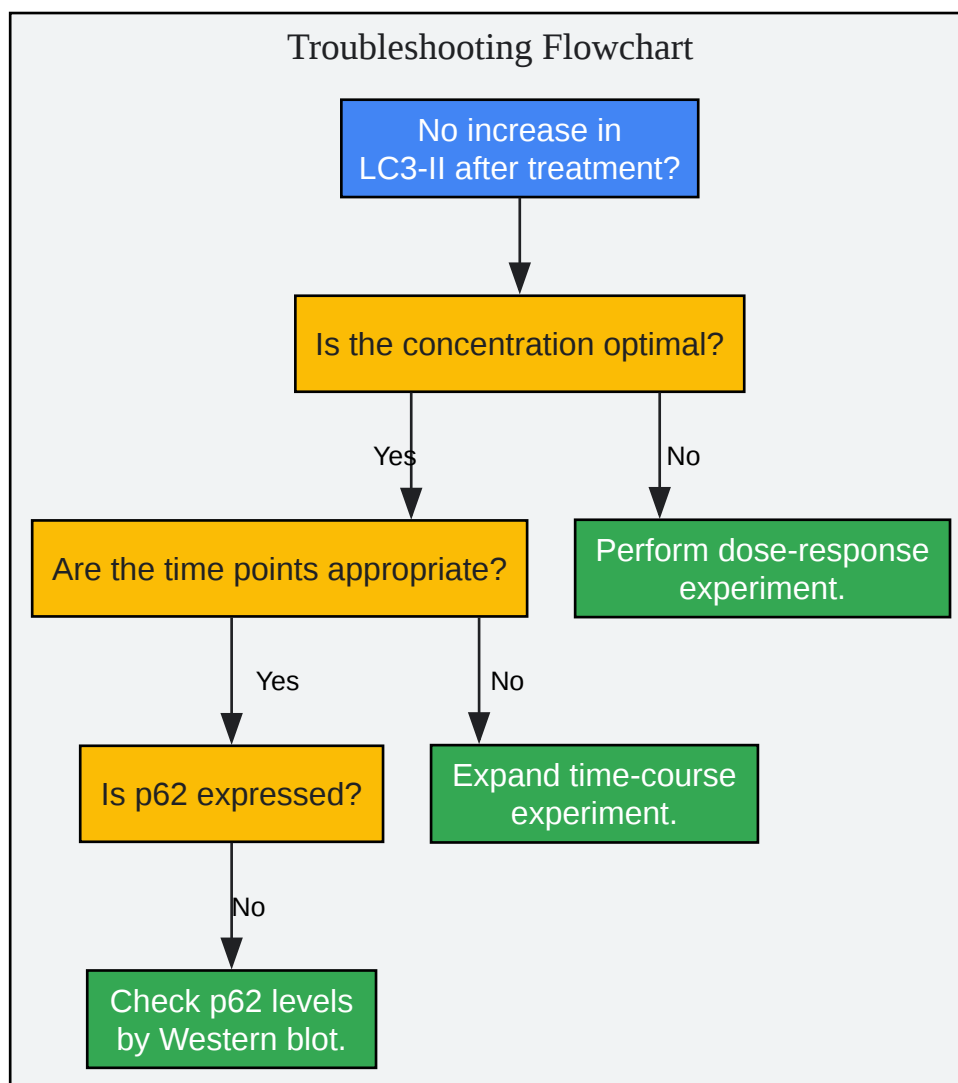 Troubleshooting Flowchart
No increase in
LC3-II after treatment?
Is the concentration optimal?
Yes
No
Are the time points appropriate?
Perform dose-response
experiment.
Yes
No
Is p62 expressed?
Expand time-course
experiment.
No
Check p62 levels
by Western blot.